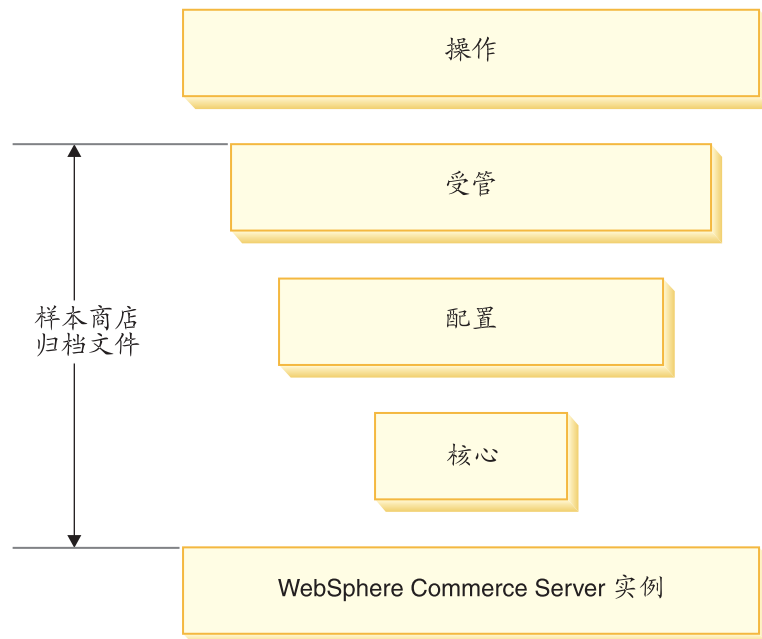 操作
受管
配置
样本商店
归档文件
核心
WebSphere Commerce Server 实例